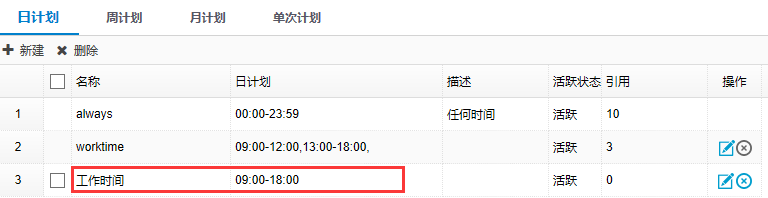 日计划 周计划 月计划 单次计划
新建 删除
名称 日计划 描述 活跃状态 引用 操作
1 always 00:00-23:59 任何时间 活跃 10
2 worktime 09:00-12:00,13:00-18:00, 活跃 3
3 工作时间 09:00-18:00 活跃 0